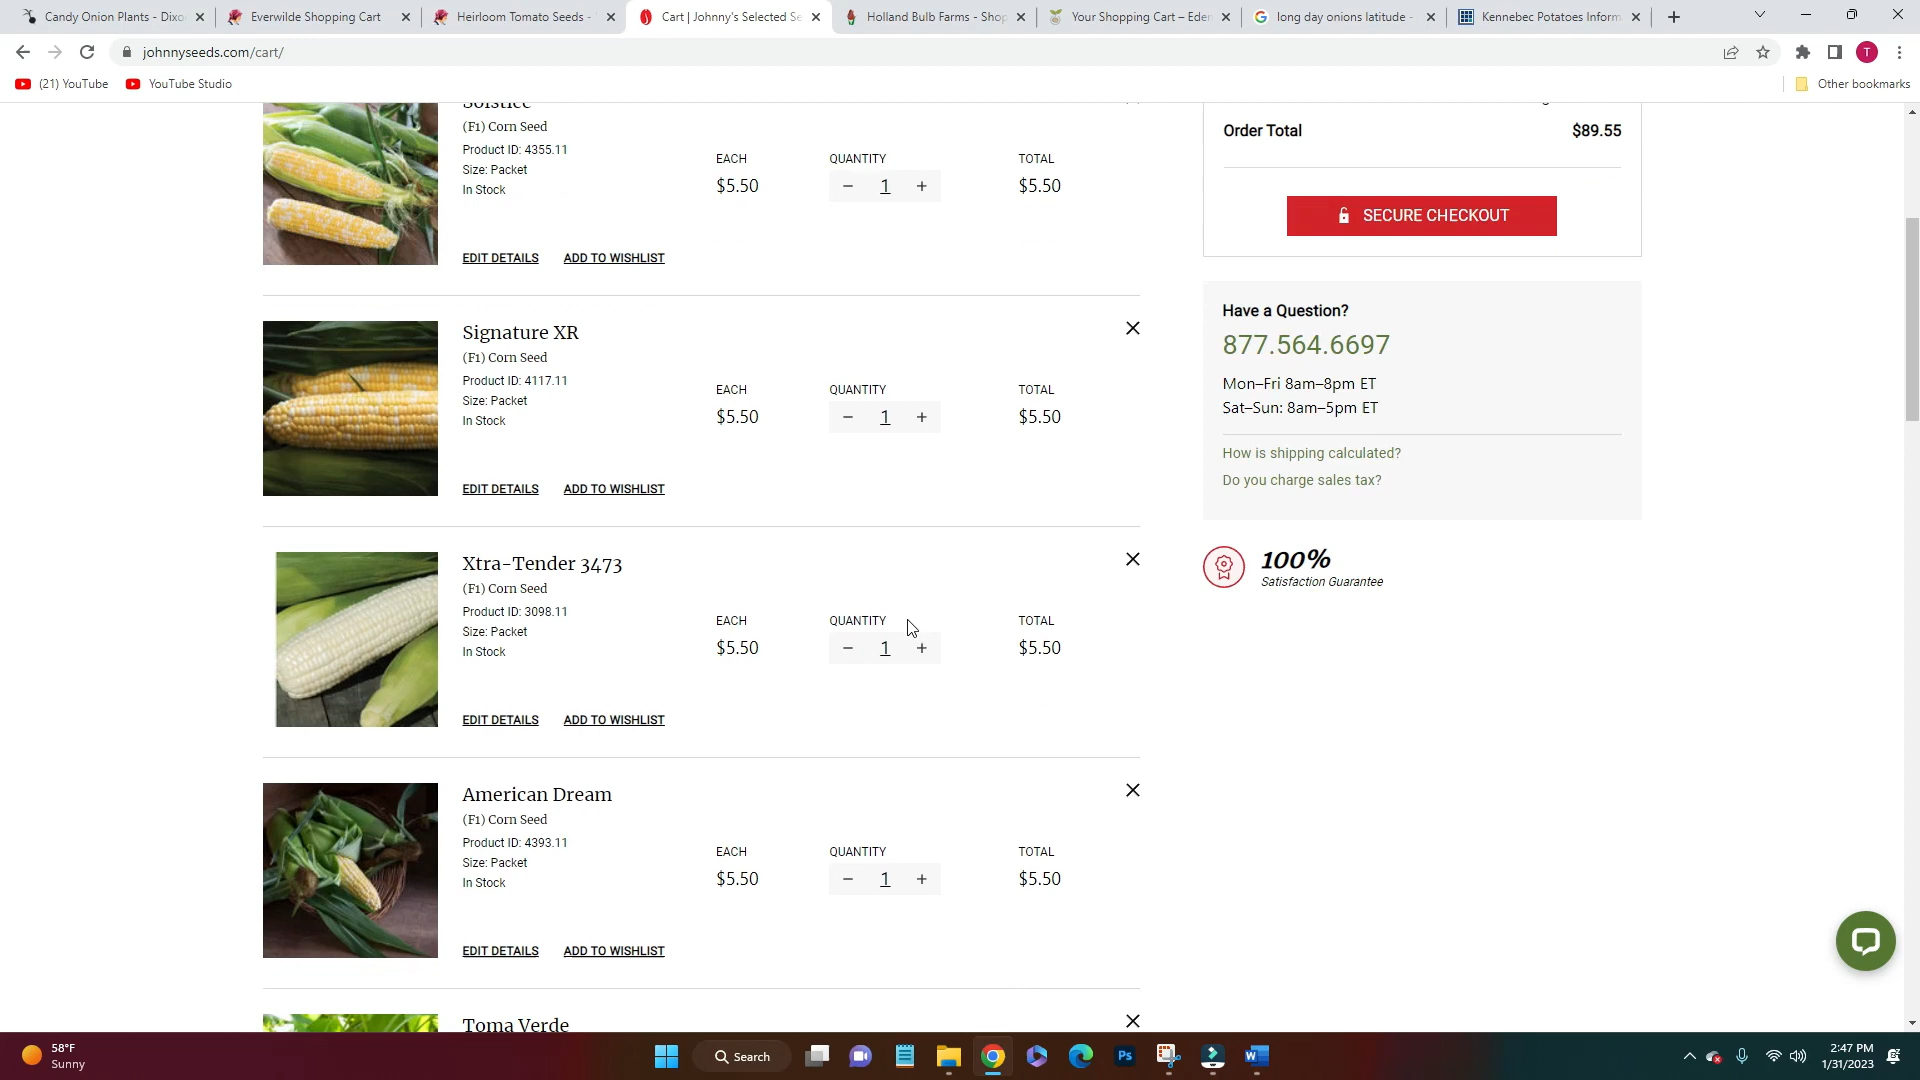 Candy Onion Plants - Dixo
Everwilde Shopping Cart
Heirloom Tomato Seeds -
Cart | Johnny's Selected Se
Holland Bulb Farms - Shop
Your Shopping Cart – Eden
long day onions latitude -
Kennebec Potatoes Inform
johnnyseeds.com/cart/
T
(21) YouTube
YouTube Studio
Other bookmarks
Solstice
(F1) Corn Seed
Product ID: 4355.11
Size: Packet
In Stock
EACH
QUANTITY
TOTAL
$5.50
− 1 +
$5.50
EDIT DETAILS
ADD TO WISHLIST
Signature XR
(F1) Corn Seed
Product ID: 4117.11
Size: Packet
In Stock
EACH
QUANTITY
TOTAL
$5.50
− 1 +
$5.50
EDIT DETAILS
ADD TO WISHLIST
Xtra-Tender 3473
(F1) Corn Seed
Product ID: 3098.11
Size: Packet
In Stock
EACH
QUANTITY
TOTAL
$5.50
− 1 +
$5.50
EDIT DETAILS
ADD TO WISHLIST
American Dream
(F1) Corn Seed
Product ID: 4393.11
Size: Packet
In Stock
EACH
QUANTITY
TOTAL
$5.50
− 1 +
$5.50
EDIT DETAILS
ADD TO WISHLIST
Toma Verde
Order Total
$89.55
SECURE CHECKOUT
Have a Question?
877.564.6697
Mon–Fri 8am–8pm ET
Sat–Sun: 8am–5pm ET
How is shipping calculated?
Do you charge sales tax?
100%
Satisfaction Guarantee
58°F
Sunny
Search
Ps
W
2:47 PM
1/31/2023